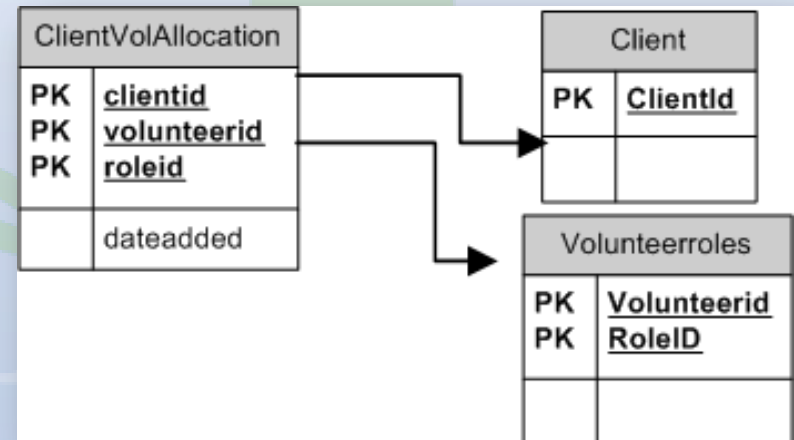 ClientVolAllocation
PK clientid
PK volunteerid
PK roleid
dateadded
Client
PK ClientId
Volunteerroles
PK Volunteerid
PK RoleID